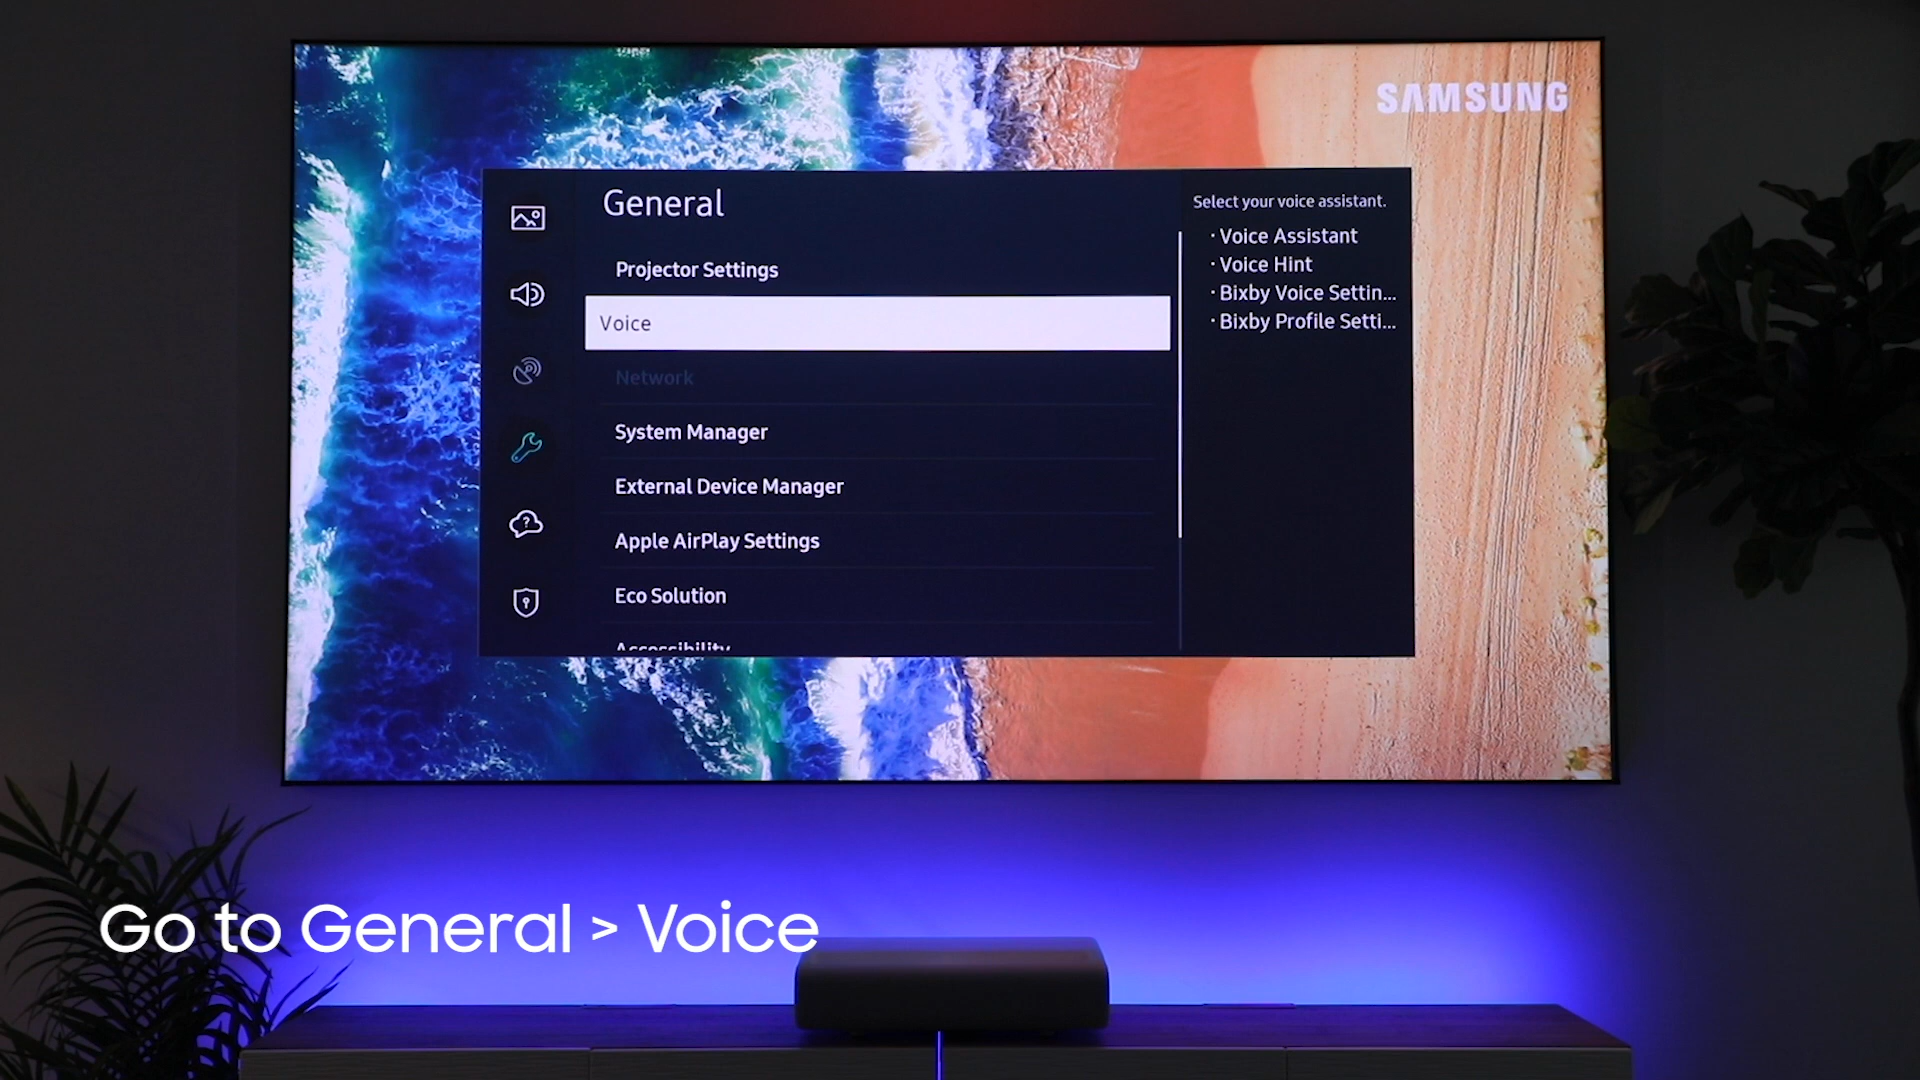 SAMSUNG
General
Projector Settings
Voice
Network
System Manager
External Device Manager
Apple AirPlay Settings
Eco Solution
Accessibility
Select your voice assistant.
· Voice Assistant
· Voice Hint
· Bixby Voice Settin...
· Bixby Profile Setti...
Go to General > Voice